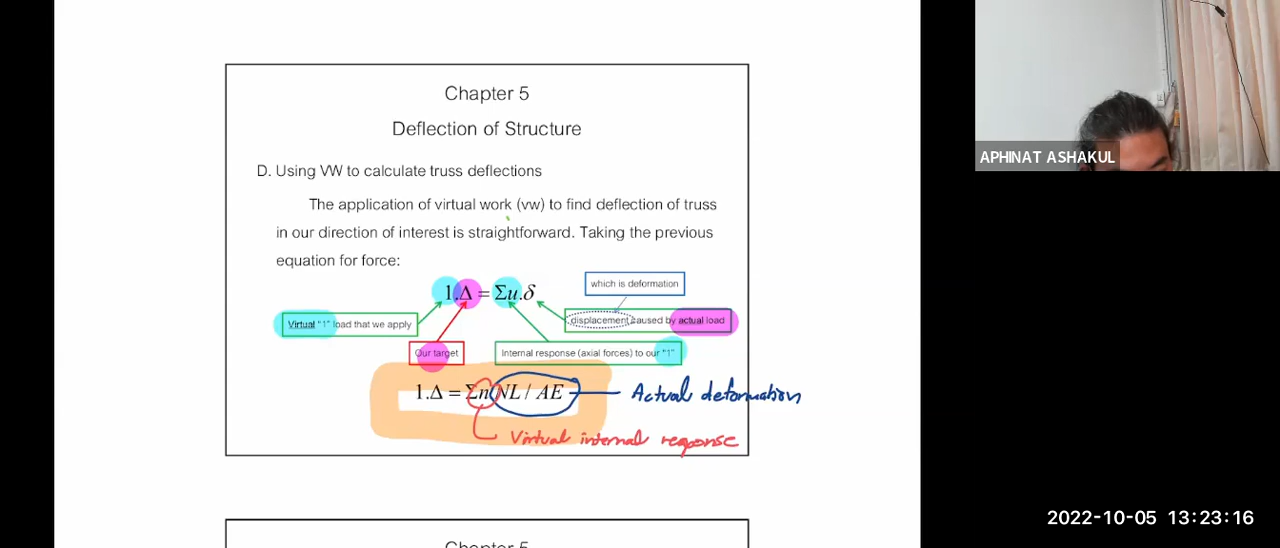 Chapter 5
Deflection of Structure
D. Using VW to calculate truss deflections
The application of virtual work (vw) to find deflection of truss
in our direction of interest is straightforward. Taking the previous
equation for force:
which is deformation
1.Δ = Σu.δ
Virtual "1" load that we apply
displacement caused by actual load
Our target
Internal response (axial forces) to our "1"
1.Δ = Σn(NL / AE)
Actual deformation
Virtual internal response
Chapter 5
APHINAT ASHAKUL
2022-10-05 13:23:16